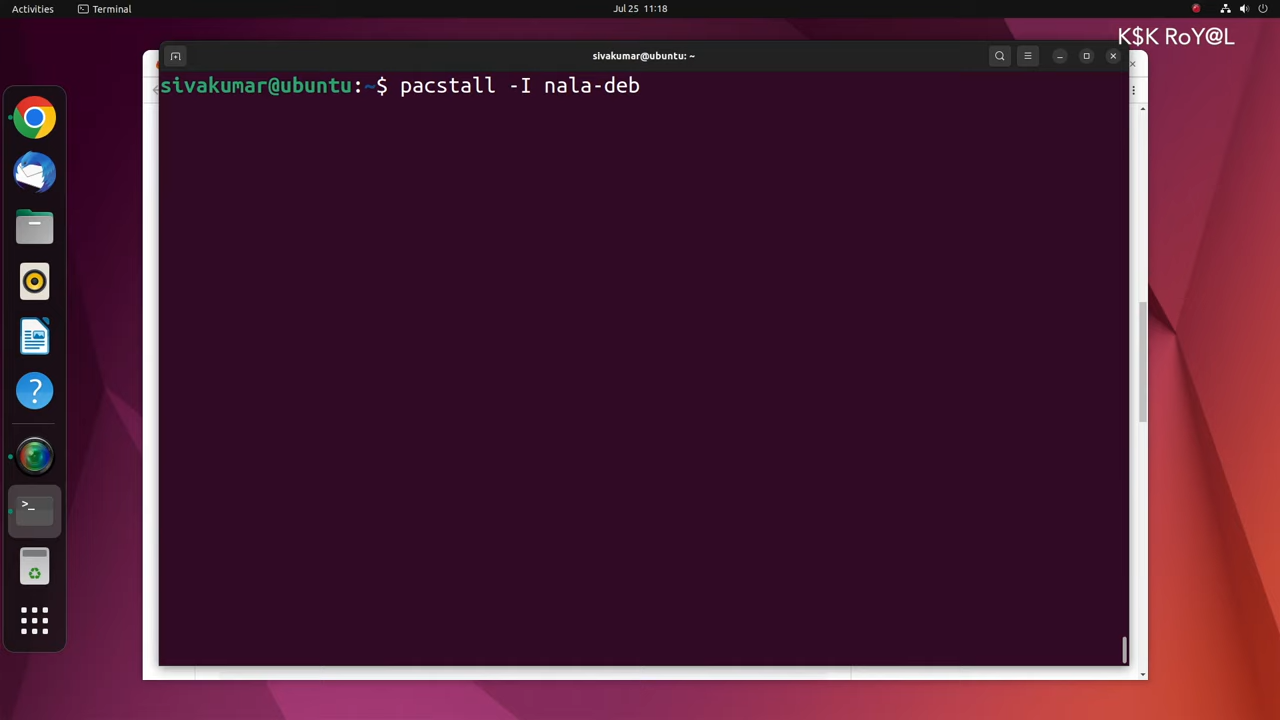 Activities
Terminal
Jul 25 11:18
K$K RoY@L
sivakumar@ubuntu: ~
sivakumar@ubuntu:~$ pacstall -I nala-deb